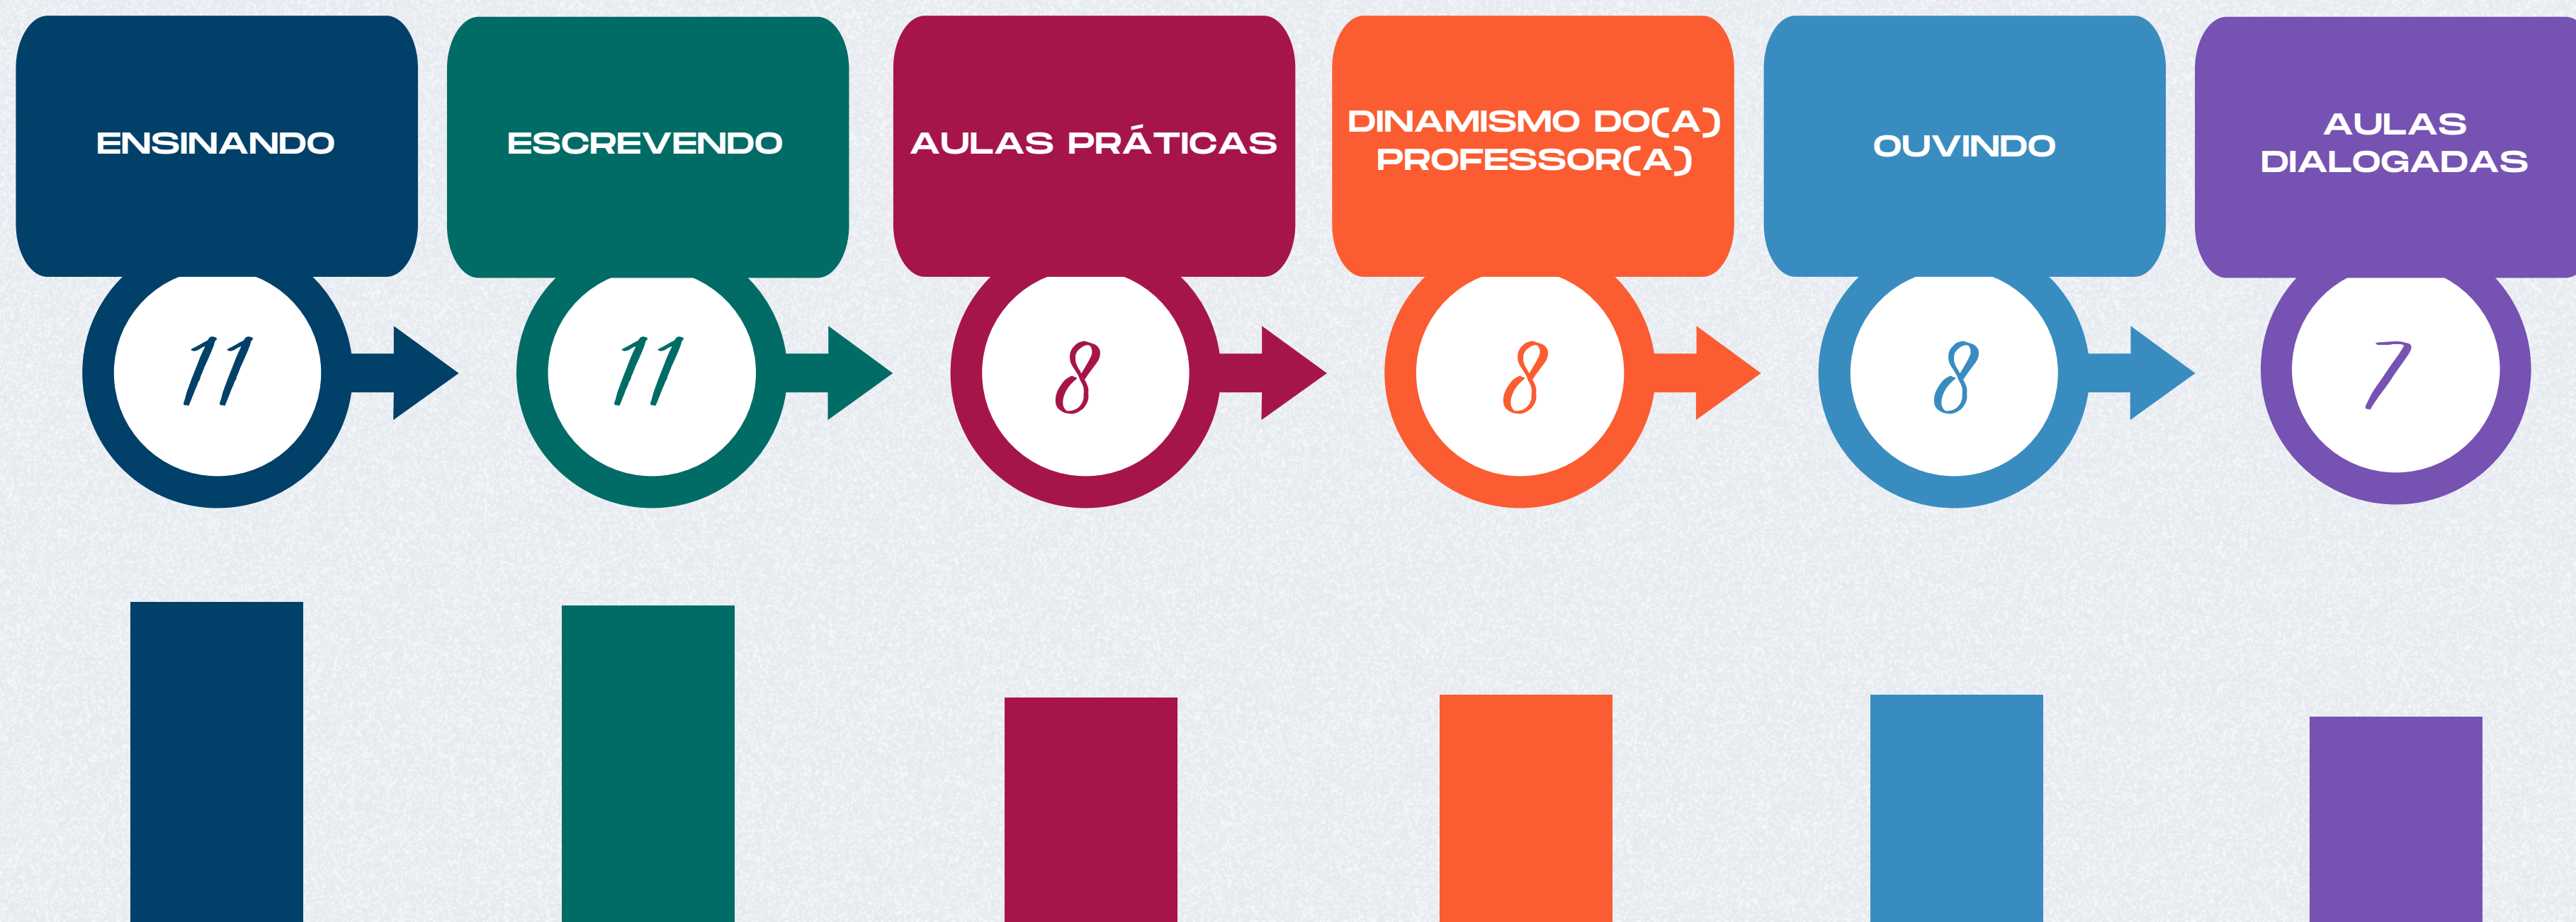 ENSINANDO
ESCREVENDO
AULAS PRÁTICAS
DINAMISMO DO(A)
PROFESSOR(A)
OUVINDO
AULAS
DIALOGADAS
11
11
8
8
8
7